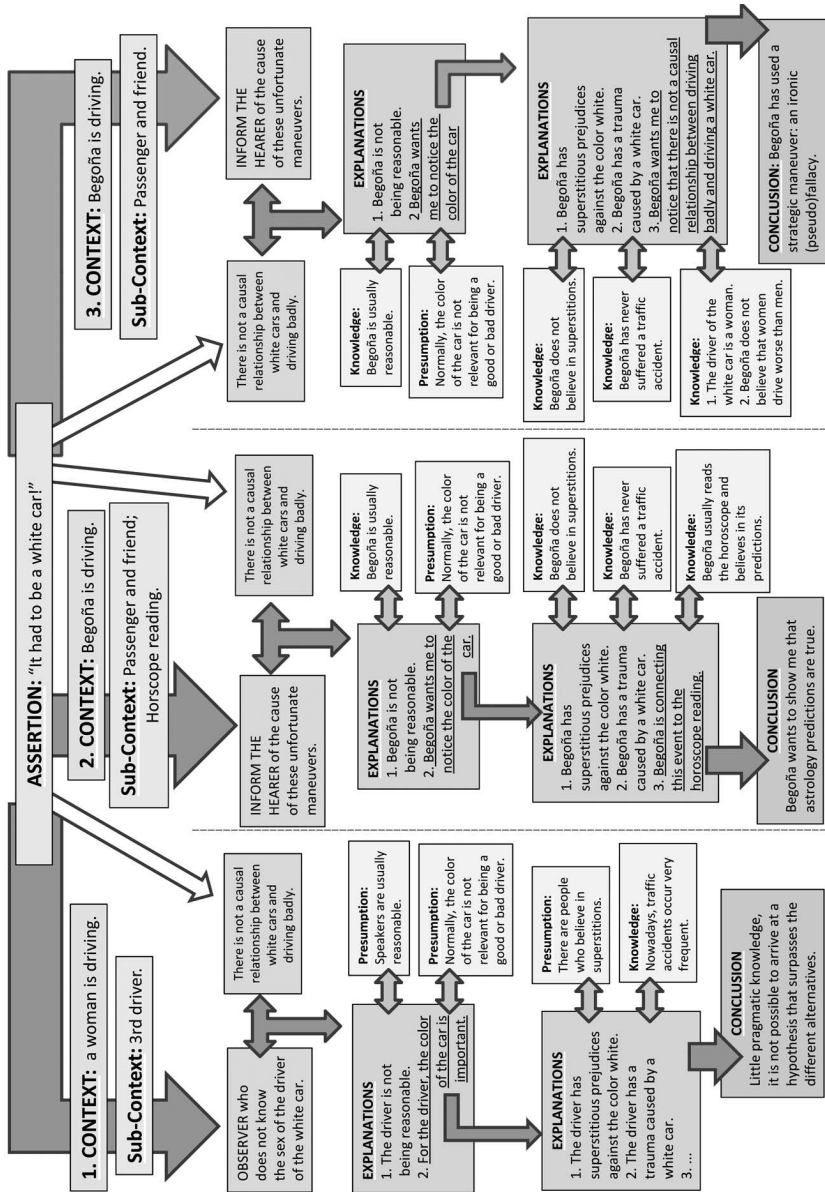 ASSERTION: “It had to be a white car!”
1. CONTEXT: a woman is driving.
Sub-Context: 3rd driver.
OBSERVER who
does not know
the sex of the driver
of the white car.
There is not a causal
relationship between
white cars and
driving badly.
EXPLANATIONS
1. The driver is not
being reasonable.
2. For the driver, the color
of the car is
important.
Presumption:
Speakers are usually
reasonable.
Presumption:
Normally, the color
of the car is not
relevant for being a
good or bad driver.
EXPLANATIONS
1. The driver has
superstitious prejudices
against the color white.
2. The driver has a
trauma caused by a
white car.
3. ...
Presumption:
There are people
who believe in
superstitions.
Knowledge:
Nowadays, traffic
accidents occur very
frequent.
CONCLUSION
Little pragmatic knowledge,
it is not possible to arrive at a
hypothesis that surpasses the
different alternatives.
2. CONTEXT: Begoña is driving.
Sub-Context: Passenger and friend;
Horscope reading.
INFORM THE
HEARER of the cause
of these unfortunate
maneuvers.
There is not a causal
relationship between
white cars and
driving badly.
EXPLANATIONS
1. Begoña is not
being reasonable.
2. Begoña wants me to
notice the color of the
car.
Knowledge:
Begoña is usually
reasonable.
Presumption:
Normally, the color
of the car is not
relevant for being a
good or bad driver.
EXPLANATIONS
1. Begoña has
superstitious prejudices
against the color white.
2. Begoña has a trauma
caused by a white car.
3. Begoña is connecting
this event to the
horoscope reading.
Knowledge:
Begoña does not
believe in superstitions.
Knowledge:
Begoña has never
suffered a traffic
accident.
Knowledge:
Begoña usually reads
the horoscope and
believes in its
predictions.
CONCLUSION
Begoña wants to show me that
astrology predictions are true.
3. CONTEXT: Begoña is driving.
Sub-Context: Passenger and friend.
There is not a causal
relationship between
white cars and
driving badly.
INFORM THE
HEARER of the cause
of these unfortunate
maneuvers.
Knowledge:
Begoña is usually
reasonable.
Presumption:
Normally, the color
of the car is not
relevant for being a
good or bad driver.
EXPLANATIONS
1. Begoña is not
being reasonable.
2 Begoña wants
me to notice the
color of the car
Knowledge:
Begoña does not
believe in superstitions.
Knowledge:
Begoña has never
suffered a traffic
accident.
Knowledge:
1. The driver of the
white car is a woman.
2. Begoña does not
believe that women
drive worse than men.
EXPLANATIONS
1. Begoña has
superstitious prejudices
against the color white.
2. Begoña has a trauma
caused by a white car.
3. Begoña wants me to
notice that there is not a causal
relationship between driving
badly and driving a white car.
CONCLUSION: Begoña has used a
strategic maneuver: an ironic
(pseudo)fallacy.